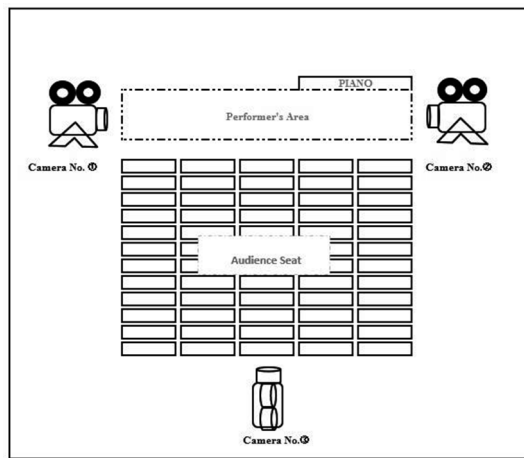 PIANO
Performer's Area
Camera No. ①
Camera No.②
Audience Seat
Camera No.③